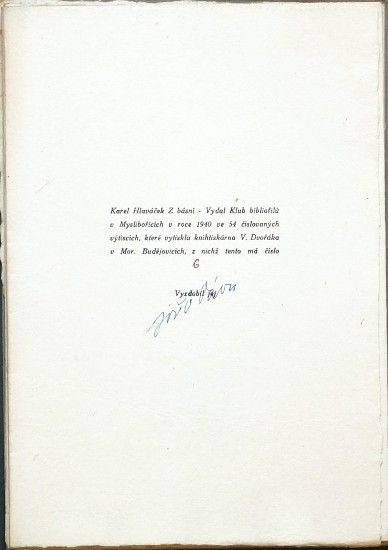 Karel Hlaváček Z básní - Vydal Klub bibliofilů
v Myslibořicích v roce 1940 ve 54 číslovaných
výtiscích, které vytiskla knihtiskárna V. Dvořáka
v Mor. Budějovicích, z nichž tento má číslo
6
Vyzdobil